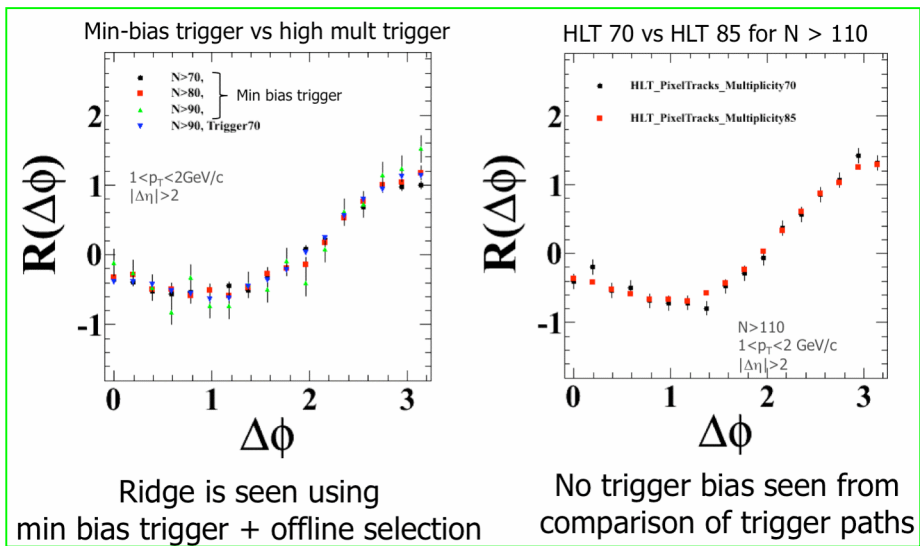 Min-bias trigger vs high mult trigger
N>70,
N>80,
N>90,
N>90, Trigger70
Min bias trigger
1<pT<2GeV/c
|Δη|>2
R(Δϕ)
2
1
0
-1
0 1 2 3
Δϕ
Ridge is seen using
min bias trigger + offline selection
HLT 70 vs HLT 85 for N > 110
HLT_PixelTracks_Multiplicity70
HLT_PixelTracks_Multiplicity85
R(Δϕ)
2
1
0
-1
N>110
1<pT<2 GeV/c
|Δη|>2
0 1 2 3
Δϕ
No trigger bias seen from
comparison of trigger paths